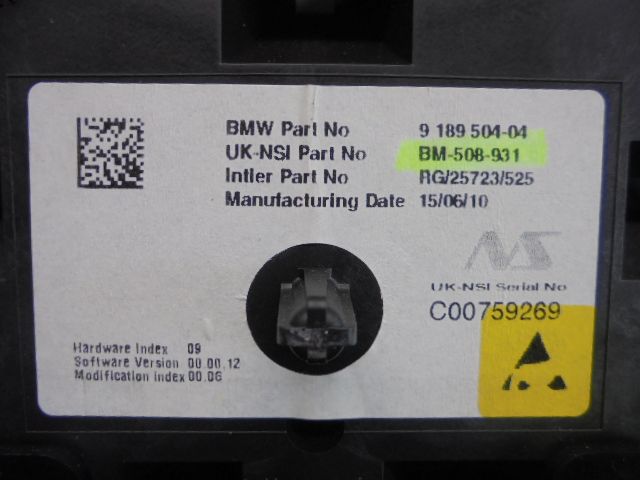 BMW Part No 9 189 504-04
UK-NSI Part No BM-508-931
Intler Part No RG/25723/525
Manufacturing Date 15/06/10
NS
UK-NSI Serial No
C00759269
Hardware Index 09
Software Version 00.00.12
Modification Index 00.06